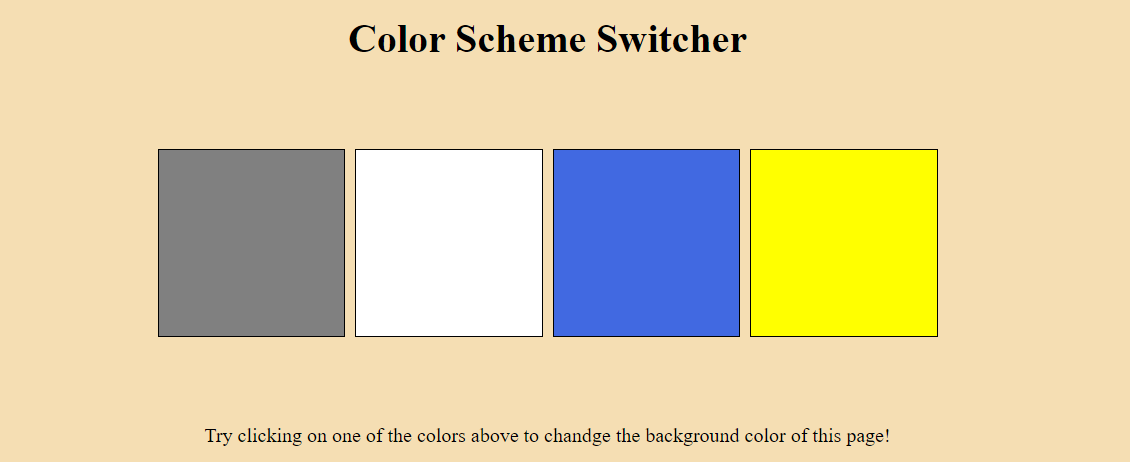 Color Scheme Switcher
Try clicking on one of the colors above to chandge the background color of this page!